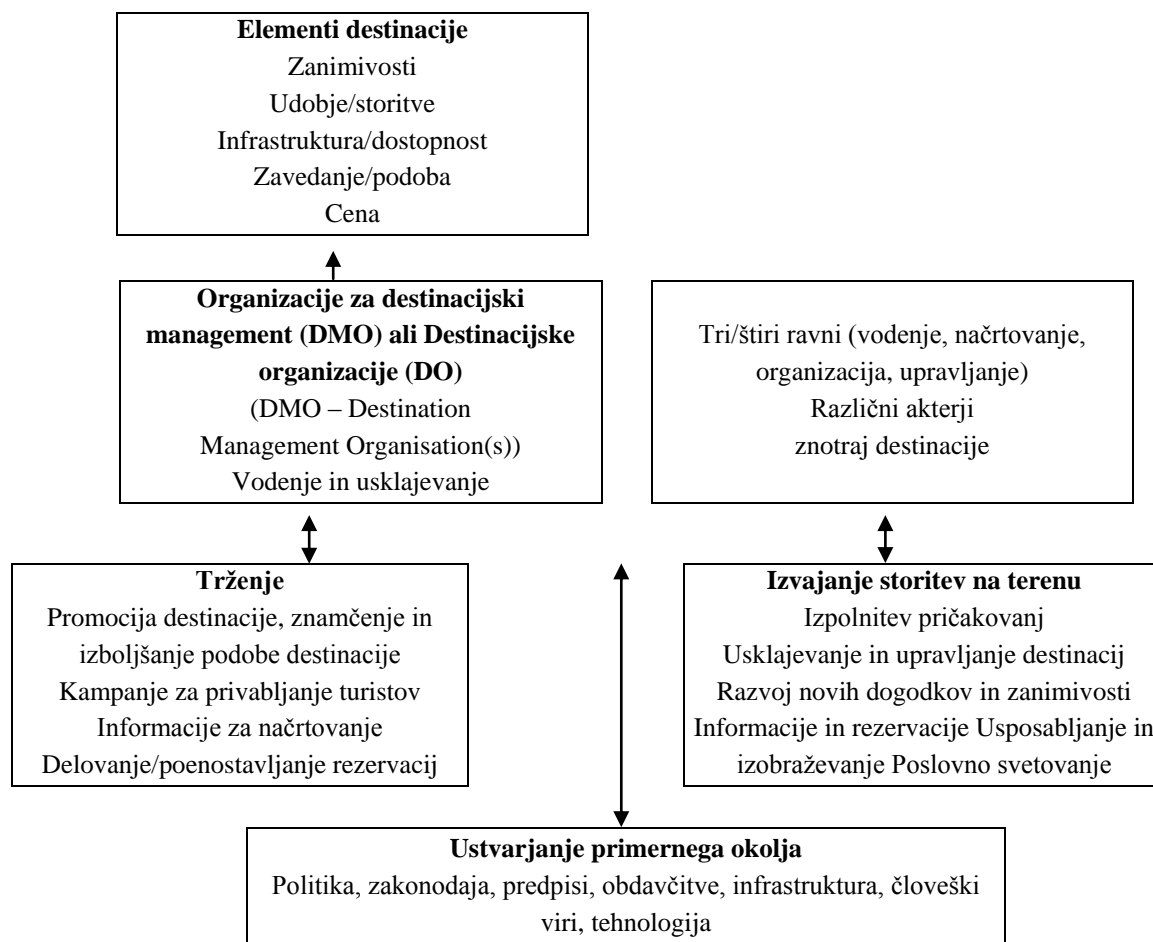 Elementi destinacije
Zanimivosti
Udobje/storitve
Infrastruktura/dostopnost
Zavedanje/podoba
Cena
Organizacije za destinacijski
management (DMO) ali Destinacijske
organizacije (DO)
(DMO – Destination
Management Organisation(s))
Vodenje in usklajevanje
Tri/štiri ravni (vodenje, načrtovanje,
organizacija, upravljanje)
Različni akterji
znotraj destinacije
Trženje
Promocija destinacije, znamčenje in
izboljšanje podobe destinacije
Kampanje za privabljanje turistov
Informacije za načrtovanje
Delovanje/poenostavljanje rezervacij
Izvajanje storitev na terenu
Izpolnitev pričakovanj
Usklajevanje in upravljanje destinacij
Razvoj novih dogodkov in zanimivosti
Informacije in rezervacije Usposabljanje in
izobraževanje Poslovno svetovanje
Ustvarjanje primernega okolja
Politika, zakonodaja, predpisi, obdavčitve, infrastruktura, človeški
viri, tehnologija